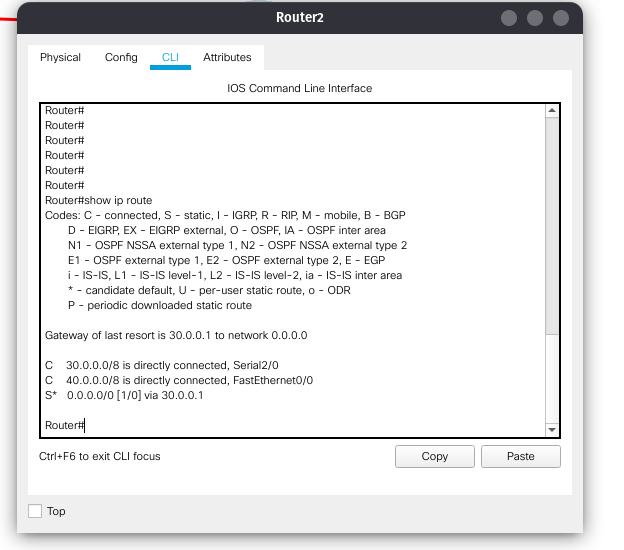 Router2
Physical Config CLI Attributes
IOS Command Line Interface
Router#
Router#
Router#
Router#
Router#
Router#
Router#show ip route
Codes: C - connected, S - static, I - IGRP, R - RIP, M - mobile, B - BGP
D - EIGRP, EX - EIGRP external, O - OSPF, IA - OSPF inter area
N1 - OSPF NSSA external type 1, N2 - OSPF NSSA external type 2
E1 - OSPF external type 1, E2 - OSPF external type 2, E - EGP
i - IS-IS, L1 - IS-IS level-1, L2 - IS-IS level-2, ia - IS-IS inter area
* - candidate default, U - per-user static route, o - ODR
P - periodic downloaded static route
Gateway of last resort is 30.0.0.1 to network 0.0.0.0
C 30.0.0.0/8 is directly connected, Serial2/0
C 40.0.0.0/8 is directly connected, FastEthernet0/0
S* 0.0.0.0/0 [1/0] via 30.0.0.1
Router#
Ctrl+F6 to exit CLI focus
Copy Paste
Top